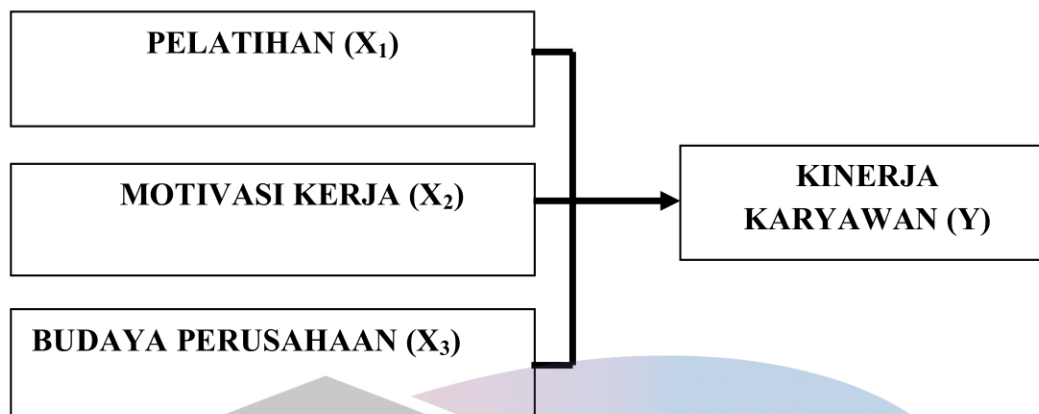 PELATIHAN (X₁)
MOTIVASI KERJA (X₂)
BUDAYA PERUSAHAAN (X₃)
KINERJA
KARYAWAN (Y)